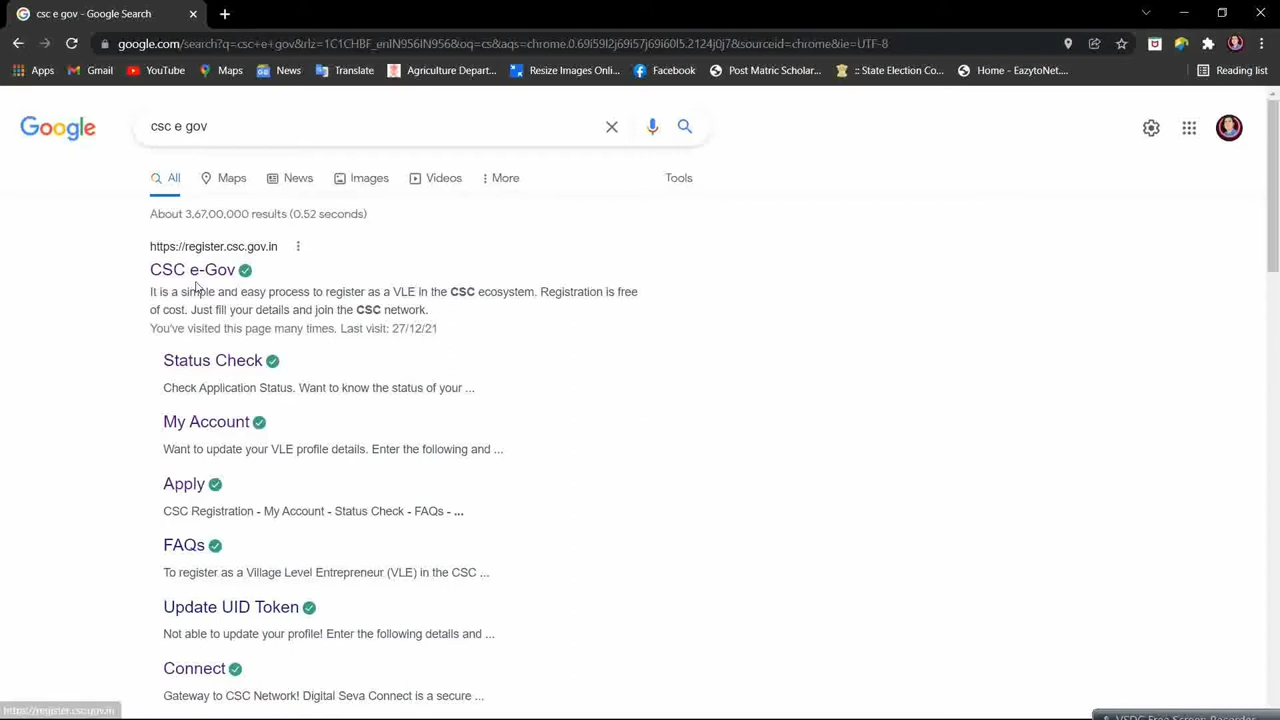 csc e gov - Google Search
google.com/search?q=csc+e+gov&rlz=1C1CHBF_enIN956IN956&oq=cs&aqs=chrome.0.69i59l2j69i57j69i60l5.2124j0j7&sourceid=chrome&ie=UTF-8
Apps Gmail YouTube Maps News Translate Agriculture Depart... Resize Images Onli... Facebook Post Matric Scholar... :: State Election Co... Home - EazytoNet.... Reading list
Google
csc e gov
All Maps News Images Videos More Tools
About 3,67,00,000 results (0.52 seconds)
https://register.csc.gov.in
CSC e-Gov
It is a simple and easy process to register as a VLE in the CSC ecosystem. Registration is free
of cost. Just fill your details and join the CSC network.
You've visited this page many times. Last visit: 27/12/21
Status Check
Check Application Status. Want to know the status of your ...
My Account
Want to update your VLE profile details. Enter the following and ...
Apply
CSC Registration - My Account - Status Check - FAQs - ...
FAQs
To register as a Village Level Entrepreneur (VLE) in the CSC ...
Update UID Token
Not able to update your profile! Enter the following details and ...
Connect
Gateway to CSC Network! Digital Seva Connect is a secure ...
https://register.csc.gov.in
VSDC Free Screen Recorder